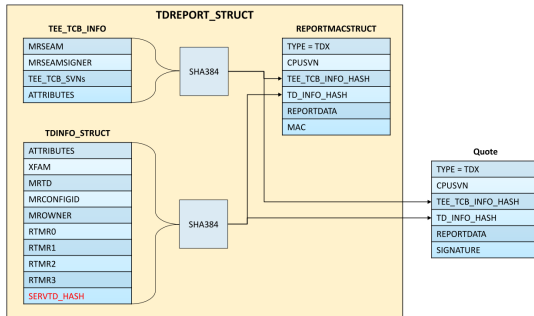 TDREPORT_STRUCT
TEE_TCB_INFO
MRSEAM
MRSEAMSIGNER
TEE_TCB_SVNs
ATTRIBUTES
SHA384
REPORTMACSTRUCT
TYPE = TDX
CPUSVN
TEE_TCB_INFO_HASH
TD_INFO_HASH
REPORTDATA
MAC
TDINFO_STRUCT
ATTRIBUTES
XFAM
MRTD
MRCONFIGID
MROWNER
RTMR0
RTMR1
RTMR2
RTMR3
SERVTD_HASH
SHA384
Quote
TYPE = TDX
CPUSVN
TEE_TCB_INFO_HASH
TD_INFO_HASH
REPORTDATA
SIGNATURE